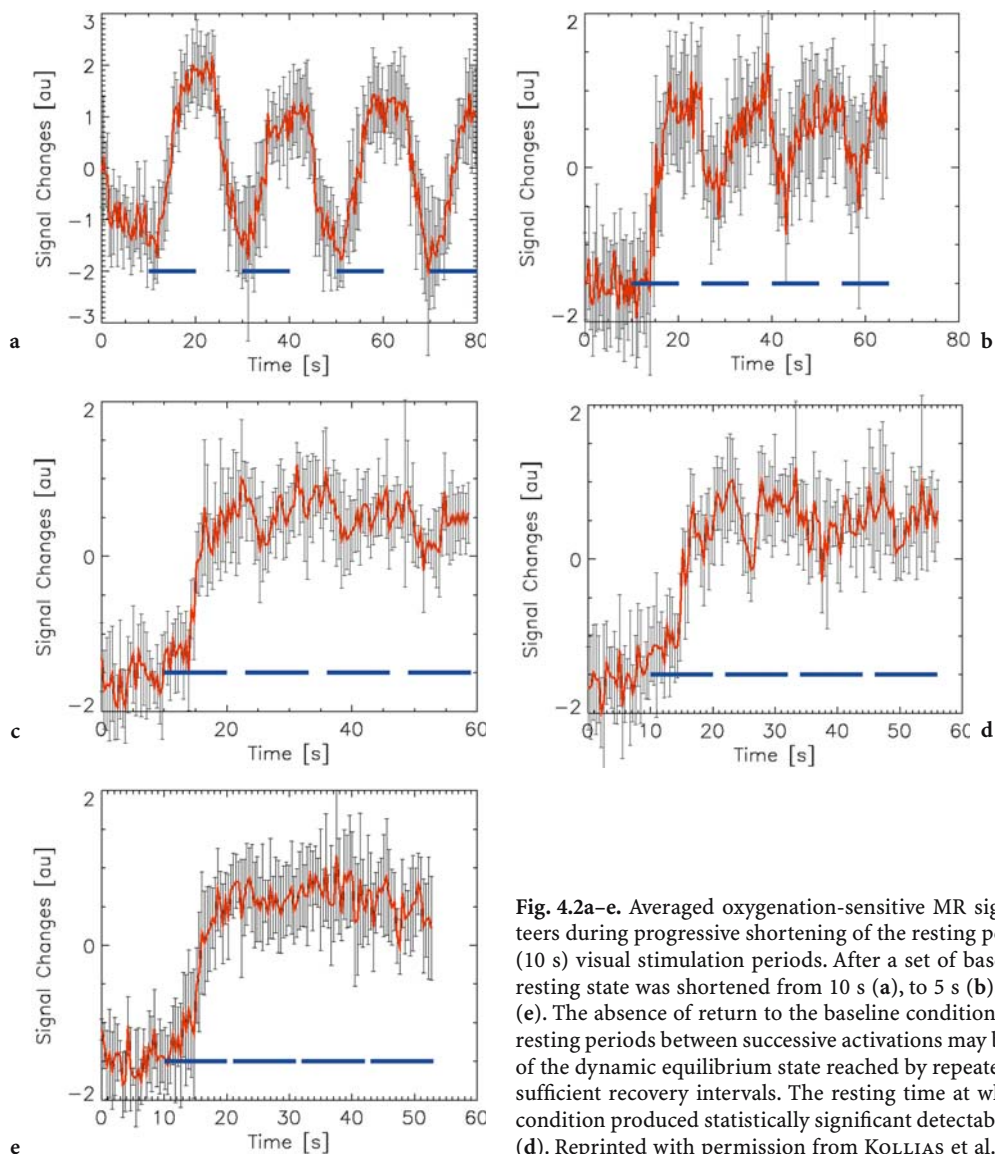 3
2
1
0
−1
−2
−3
Signal Changes [au]
0 20 40 60 80
Time [s]
a
2
0
−2
Signal Changes [au]
0 20 40 60 80
Time [s]
b
2
0
−2
Signal Changes [au]
0 20 40 60
Time [s]
c
2
0
−2
Signal Changes [au]
0 10 20 30 40 50 60
Time [s]
d
2
0
−2
Signal Changes [au]
0 10 20 30 40 50 60
Time [s]
e
Fig. 4.2a–e. Averaged oxygenation-sensitive MR sig
teers during progressive shortening of the resting p
(10 s) visual stimulation periods. After a set of bas
resting state was shortened from 10 s (a), to 5 s (b)
(e). The absence of return to the baseline condition
resting periods between successive activations may b
of the dynamic equilibrium state reached by repeate
sufficient recovery intervals. The resting time at w
condition produced statistically significant detectab
(d). Reprinted with permission from KOLLIAS et al.